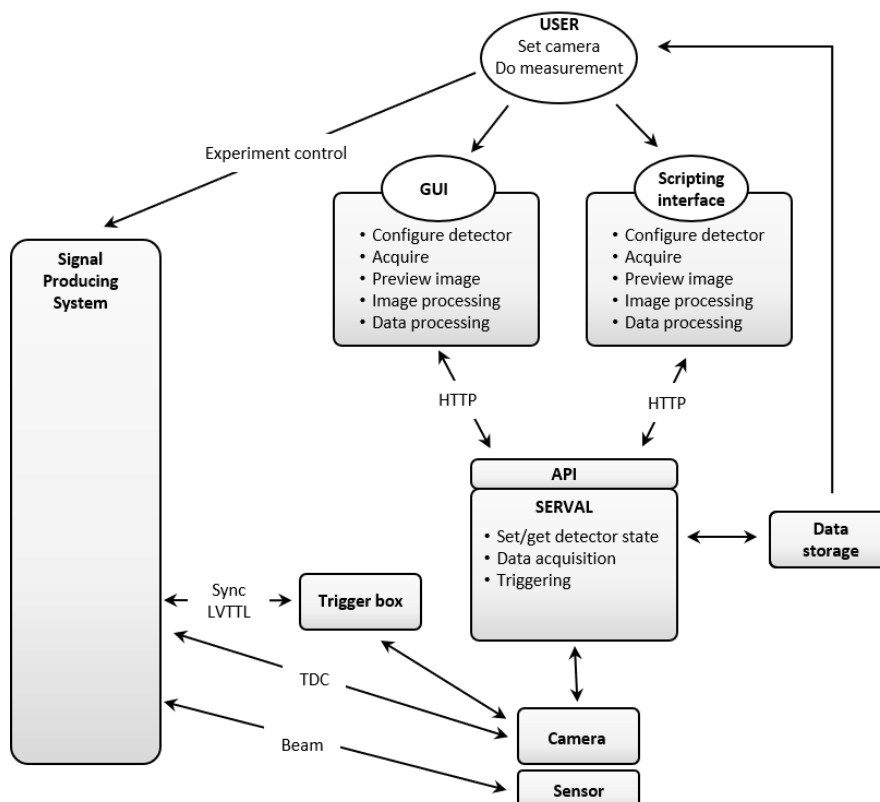 USER
Set camera
Do measurement
Experiment control
GUI
• Configure detector
• Acquire
• Preview image
• Image processing
• Data processing
Scripting
interface
• Configure detector
• Acquire
• Preview image
• Image processing
• Data processing
Signal
Producing
System
HTTP
HTTP
API
SERVAL
• Set/get detector state
• Data acquisition
• Triggering
Data
storage
Sync
LVTTL
Trigger box
TDC
Beam
Camera
Sensor